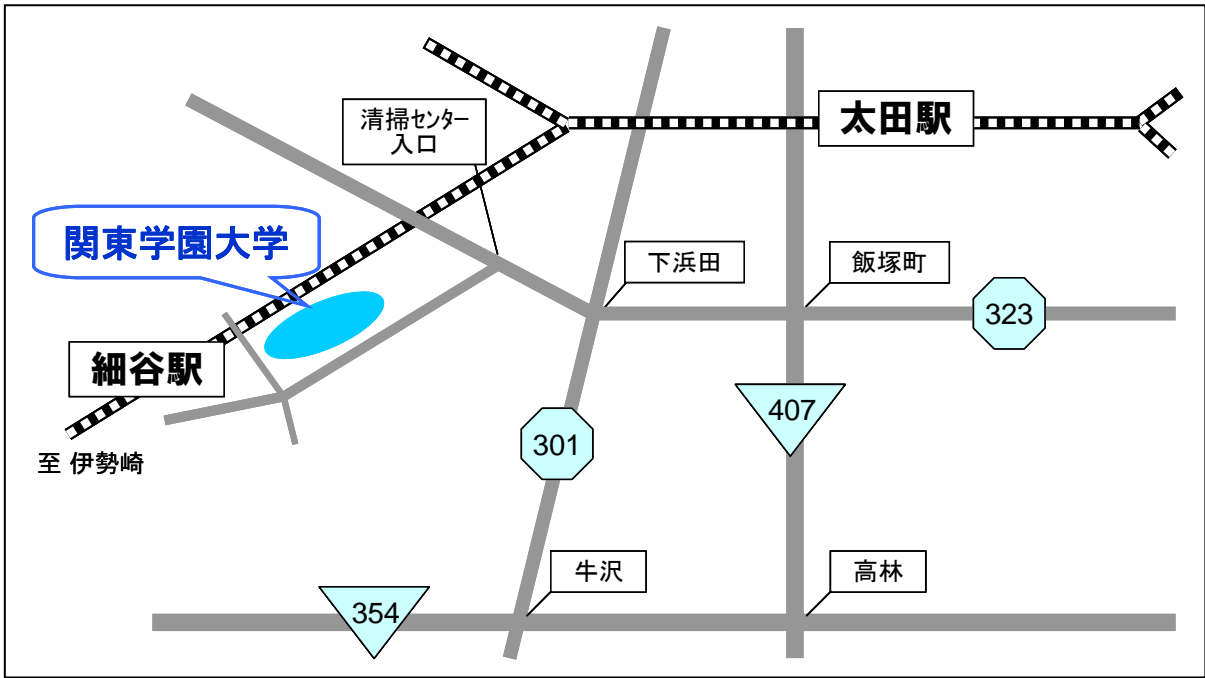 清掃センター
入口
太田駅
関東学園大学
下浜田
飯塚町
323
細谷駅
407
301
至 伊勢崎
牛沢
高林
354